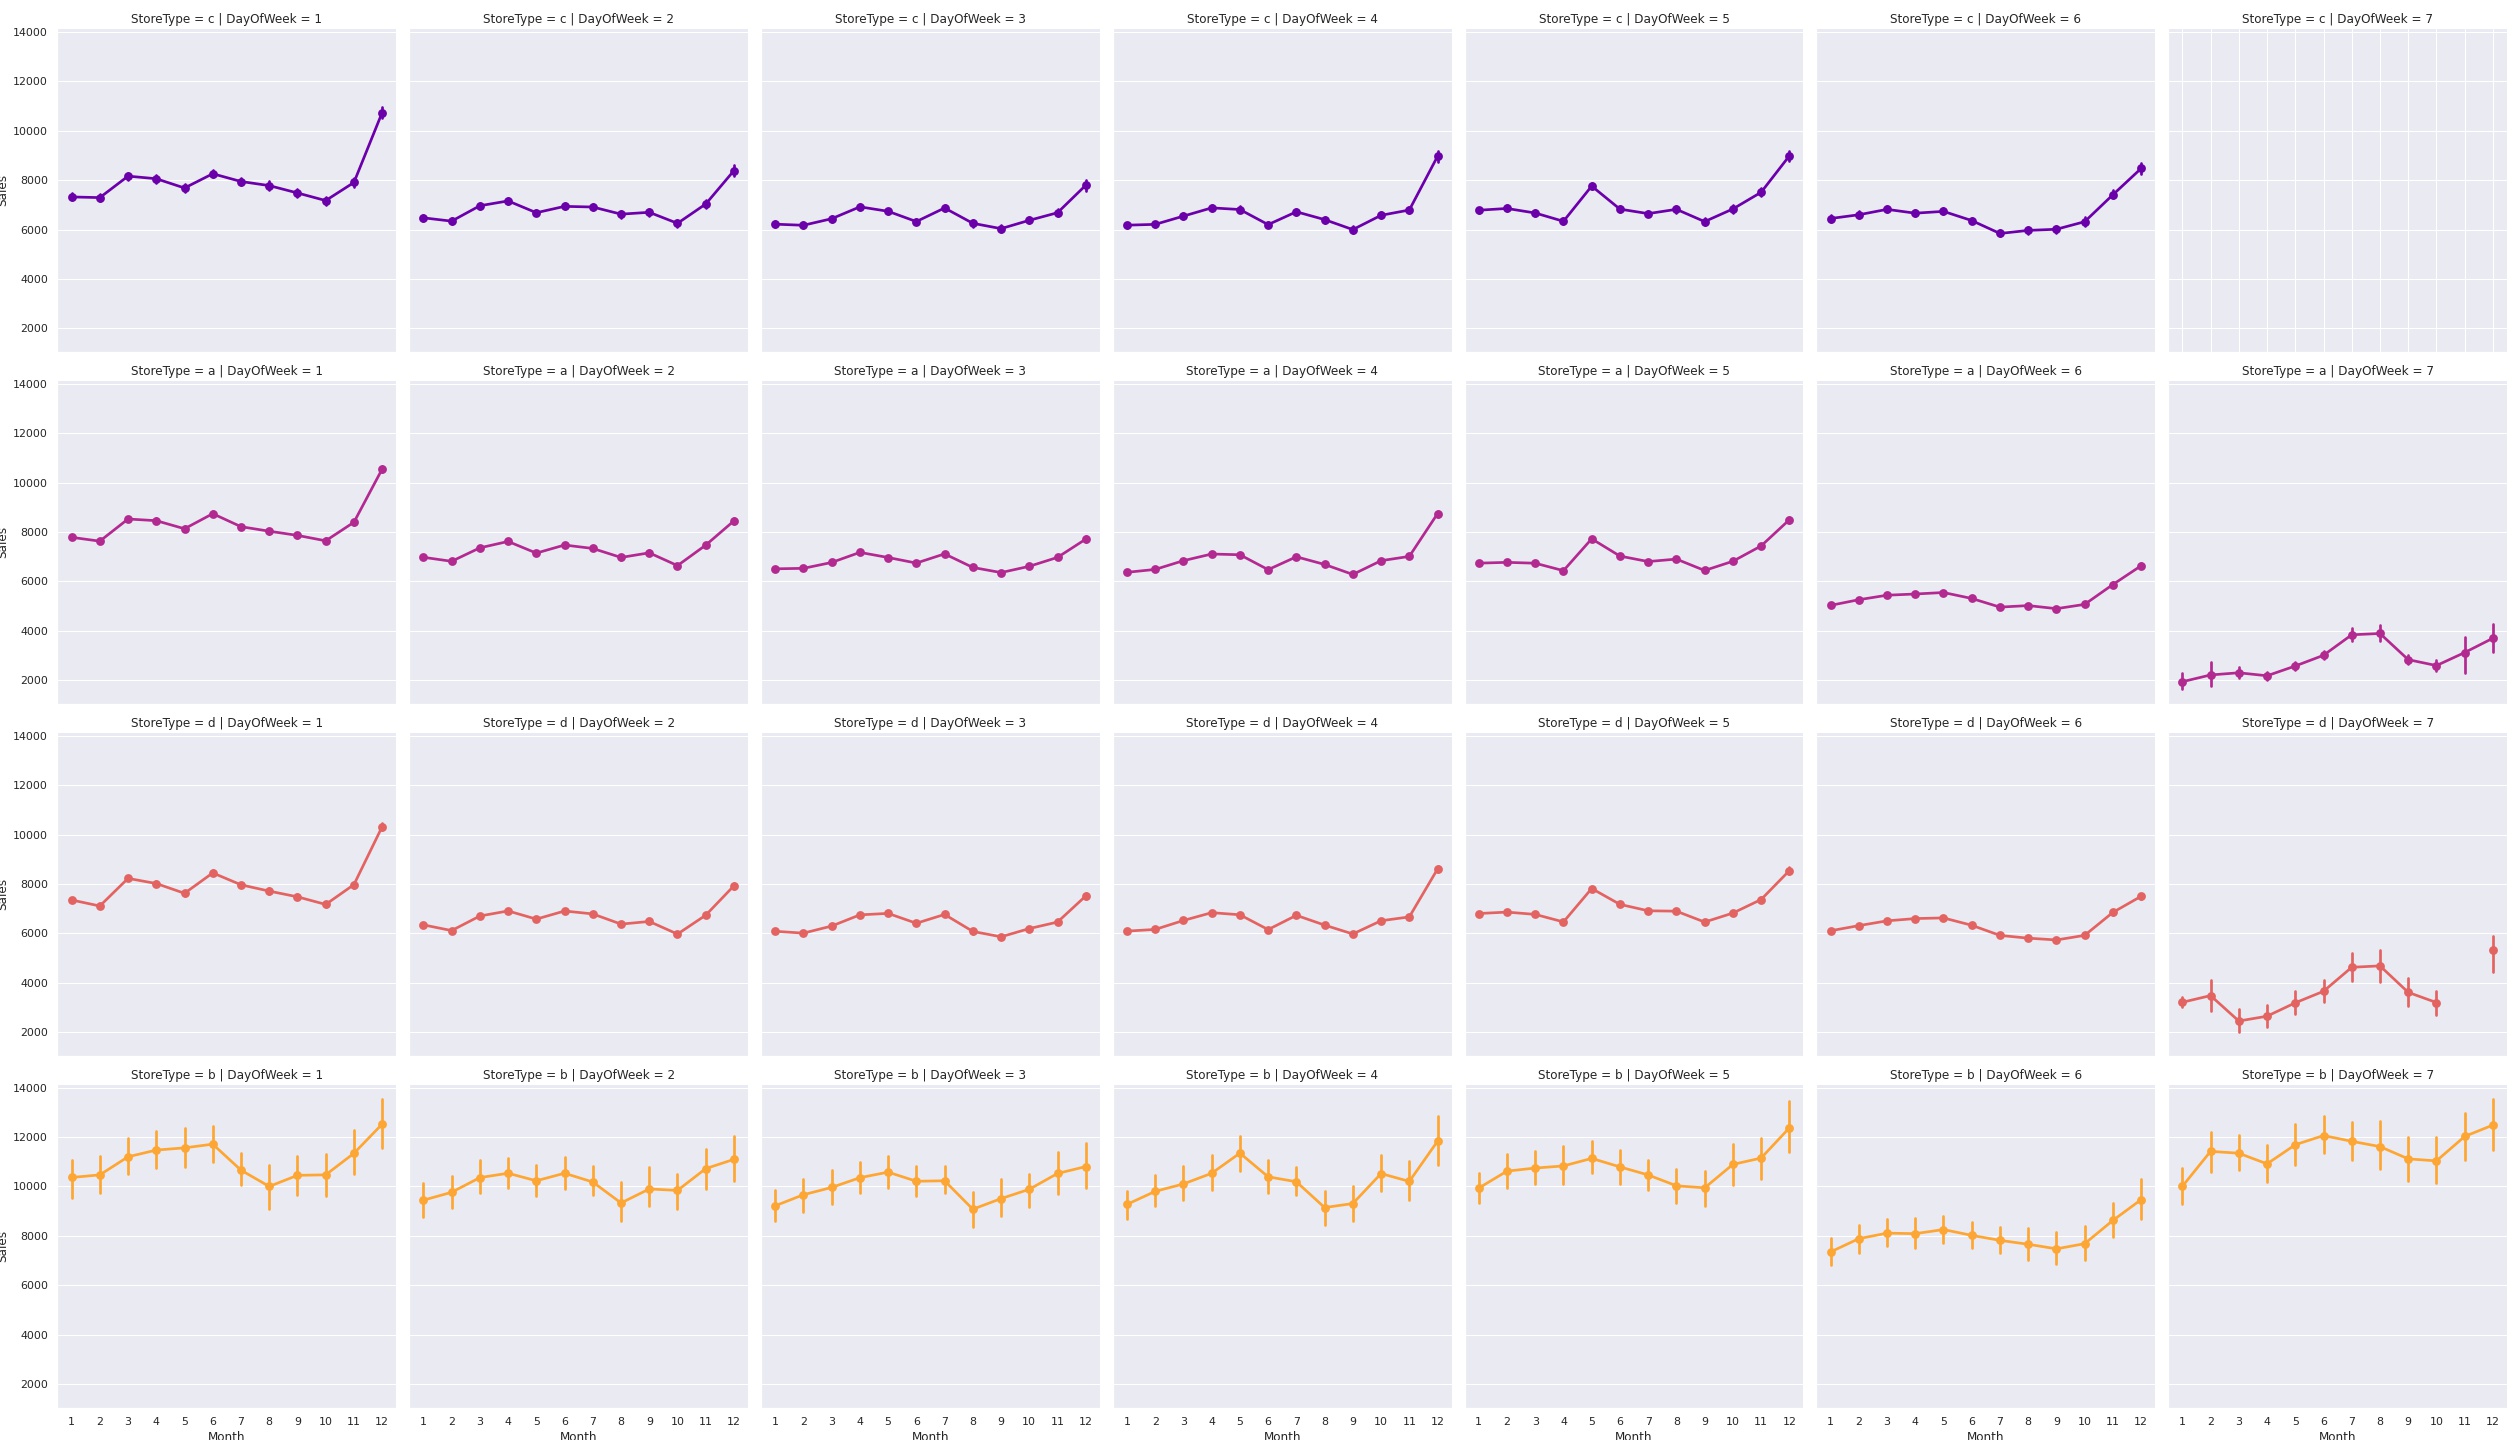 StoreType = c | DayOfWeek = 1 StoreType = c | DayOfWeek = 2 StoreType = c | DayOfWeek = 3 StoreType = c | DayOfWeek = 4 StoreType = c | DayOfWeek = 5 StoreType = c | DayOfWeek = 6 StoreType = c | DayOfWeek = 7
14000
12000
10000
8000
6000
4000
2000
Sales
StoreType = a | DayOfWeek = 1 StoreType = a | DayOfWeek = 2 StoreType = a | DayOfWeek = 3 StoreType = a | DayOfWeek = 4 StoreType = a | DayOfWeek = 5 StoreType = a | DayOfWeek = 6 StoreType = a | DayOfWeek = 7
14000
12000
10000
8000
6000
4000
2000
Sales
StoreType = d | DayOfWeek = 1 StoreType = d | DayOfWeek = 2 StoreType = d | DayOfWeek = 3 StoreType = d | DayOfWeek = 4 StoreType = d | DayOfWeek = 5 StoreType = d | DayOfWeek = 6 StoreType = d | DayOfWeek = 7
14000
12000
10000
8000
6000
4000
2000
Sales
StoreType = b | DayOfWeek = 1 StoreType = b | DayOfWeek = 2 StoreType = b | DayOfWeek = 3 StoreType = b | DayOfWeek = 4 StoreType = b | DayOfWeek = 5 StoreType = b | DayOfWeek = 6 StoreType = b | DayOfWeek = 7
14000
12000
10000
8000
6000
4000
2000
Sales
1 2 3 4 5 6 7 8 9 10 11 12 1 2 3 4 5 6 7 8 9 10 11 12 1 2 3 4 5 6 7 8 9 10 11 12 1 2 3 4 5 6 7 8 9 10 11 12 1 2 3 4 5 6 7 8 9 10 11 12 1 2 3 4 5 6 7 8 9 10 11 12 1 2 3 4 5 6 7 8 9 10 11 12
Month Month Month Month Month Month Month